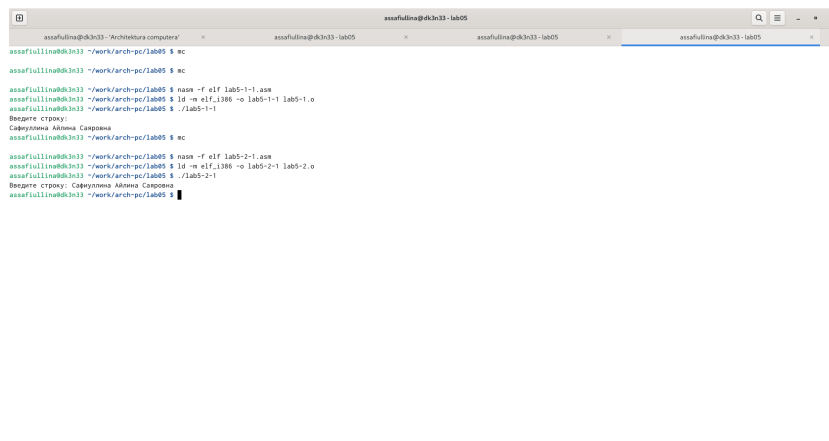 assafiullina@dk3n33 - lab05
assafiullina@dk3n33 - 'Architektura computera'
assafiullina@dk3n33 - lab05
assafiullina@dk3n33 - lab05
assafiullina@dk3n33 - lab05
assafiullina@dk3n33 ~/work/arch-pc/lab05 $ mc
assafiullina@dk3n33 ~/work/arch-pc/lab05 $ mc
assafiullina@dk3n33 ~/work/arch-pc/lab05 $ nasm -f elf lab5-1-1.asm
assafiullina@dk3n33 ~/work/arch-pc/lab05 $ ld -m elf_i386 -o lab5-1-1 lab5-1.o
assafiullina@dk3n33 ~/work/arch-pc/lab05 $ ./lab5-1-1
Введите строку:
Сафиуллина Айлина Саяровна
assafiullina@dk3n33 ~/work/arch-pc/lab05 $ mc
assafiullina@dk3n33 ~/work/arch-pc/lab05 $ nasm -f elf lab5-2-1.asm
assafiullina@dk3n33 ~/work/arch-pc/lab05 $ ld -m elf_i386 -o lab5-2-1 lab5-2.o
assafiullina@dk3n33 ~/work/arch-pc/lab05 $ ./lab5-2-1
Введите строку: Сафиуллина Айлина Саяровна
assafiullina@dk3n33 ~/work/arch-pc/lab05 $